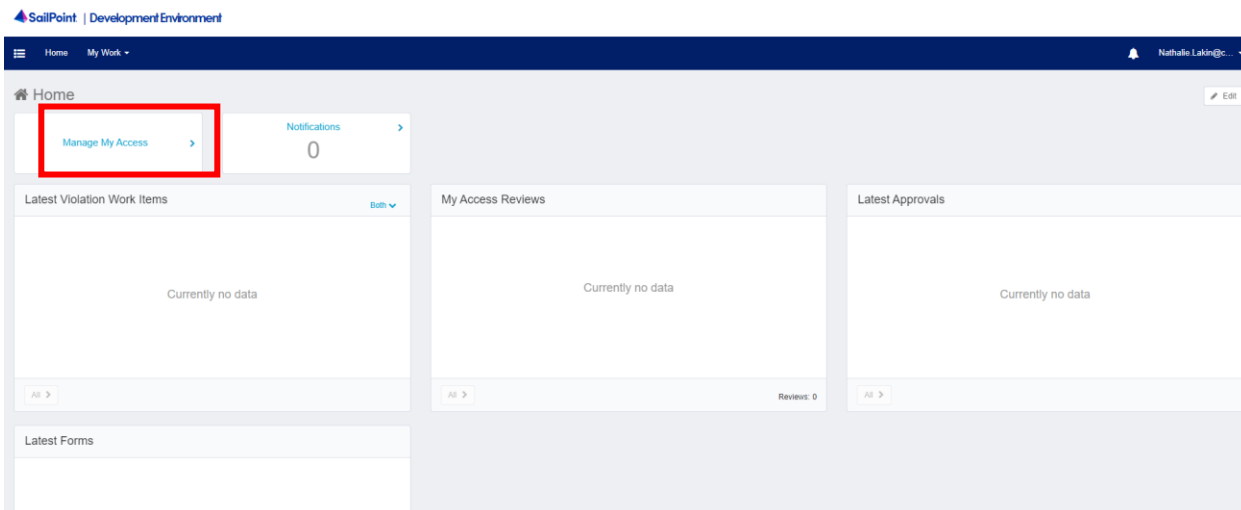 SailPoint | Development Environment
Home My Work
Nathalie.Lakin@c...
Home
Edit
Manage My Access
Notifications
0
Latest Violation Work Items
Both
Currently no data
All
My Access Reviews
Currently no data
All
Reviews: 0
Latest Approvals
Currently no data
All
Latest Forms